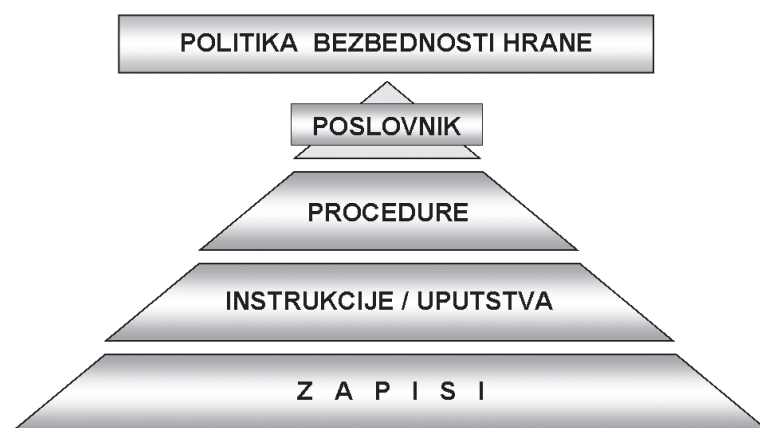 POLITIKA BEZBEDNOSTI HRANE
POSLOVNIK
PROCEDURE
INSTRUKCIJE / UPUTSTVA
Z A P I S I